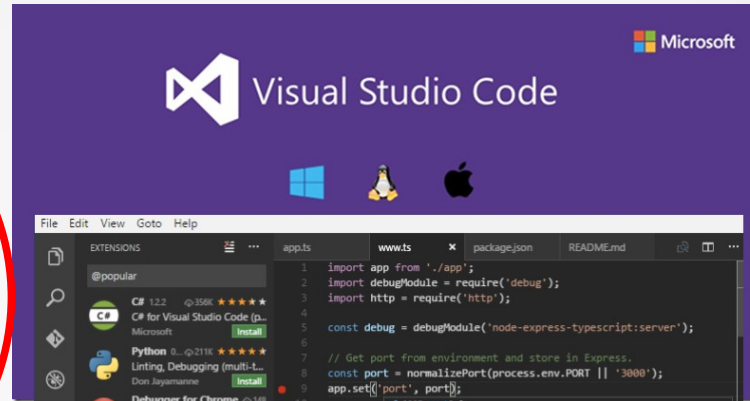 Microsoft
Visual Studio Code
File Edit View Goto Help
EXTENSIONS ... app.ts www.ts × package.json README.md ...
@popular
C# 1.2.2 356K ★★★★★
C# for Visual Studio Code (p...
Microsoft Install
Python 0... 211K ★★★★★
Linting, Debugging (multi-t...
Don Jayamanne Install
Debugger for Chrome 148
1 import app from './app';
2 import debugModule = require('debug');
3 import http = require('http');
4
5 const debug = debugModule('node-express-typescript:server');
6
7 // Get port from environment and store in Express.
8 const port = normalizePort(process.env.PORT || '3000');
9 app.set('port', port);